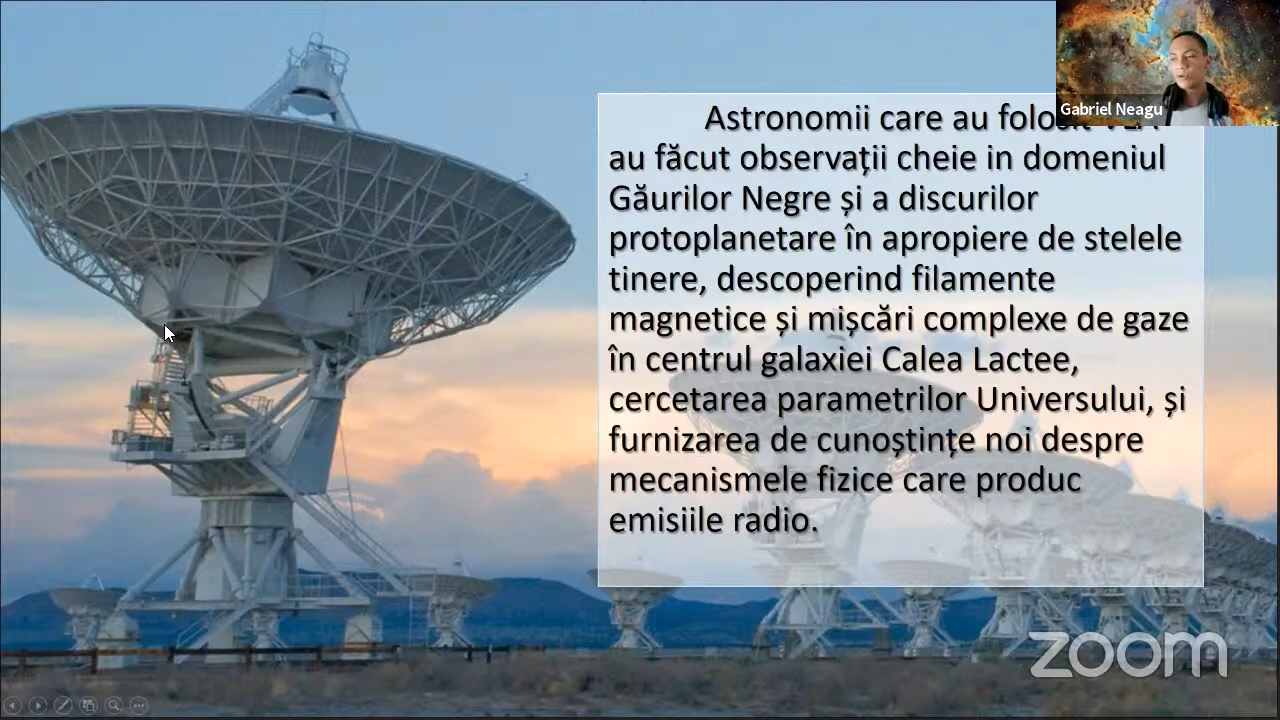 Gabriel Neagu
Astronomii care au folosit VLA
au făcut observații cheie in domeniul
Găurilor Negre și a discurilor
protoplanetare în apropiere de stelele
tinere, descoperind filamente
magnetice și mișcări complexe de gaze
în centrul galaxiei Calea Lactee,
cercetarea parametrilor Universului, și
furnizarea de cunoștințe noi despre
mecanismele fizice care produc
emisiile radio.
zoom